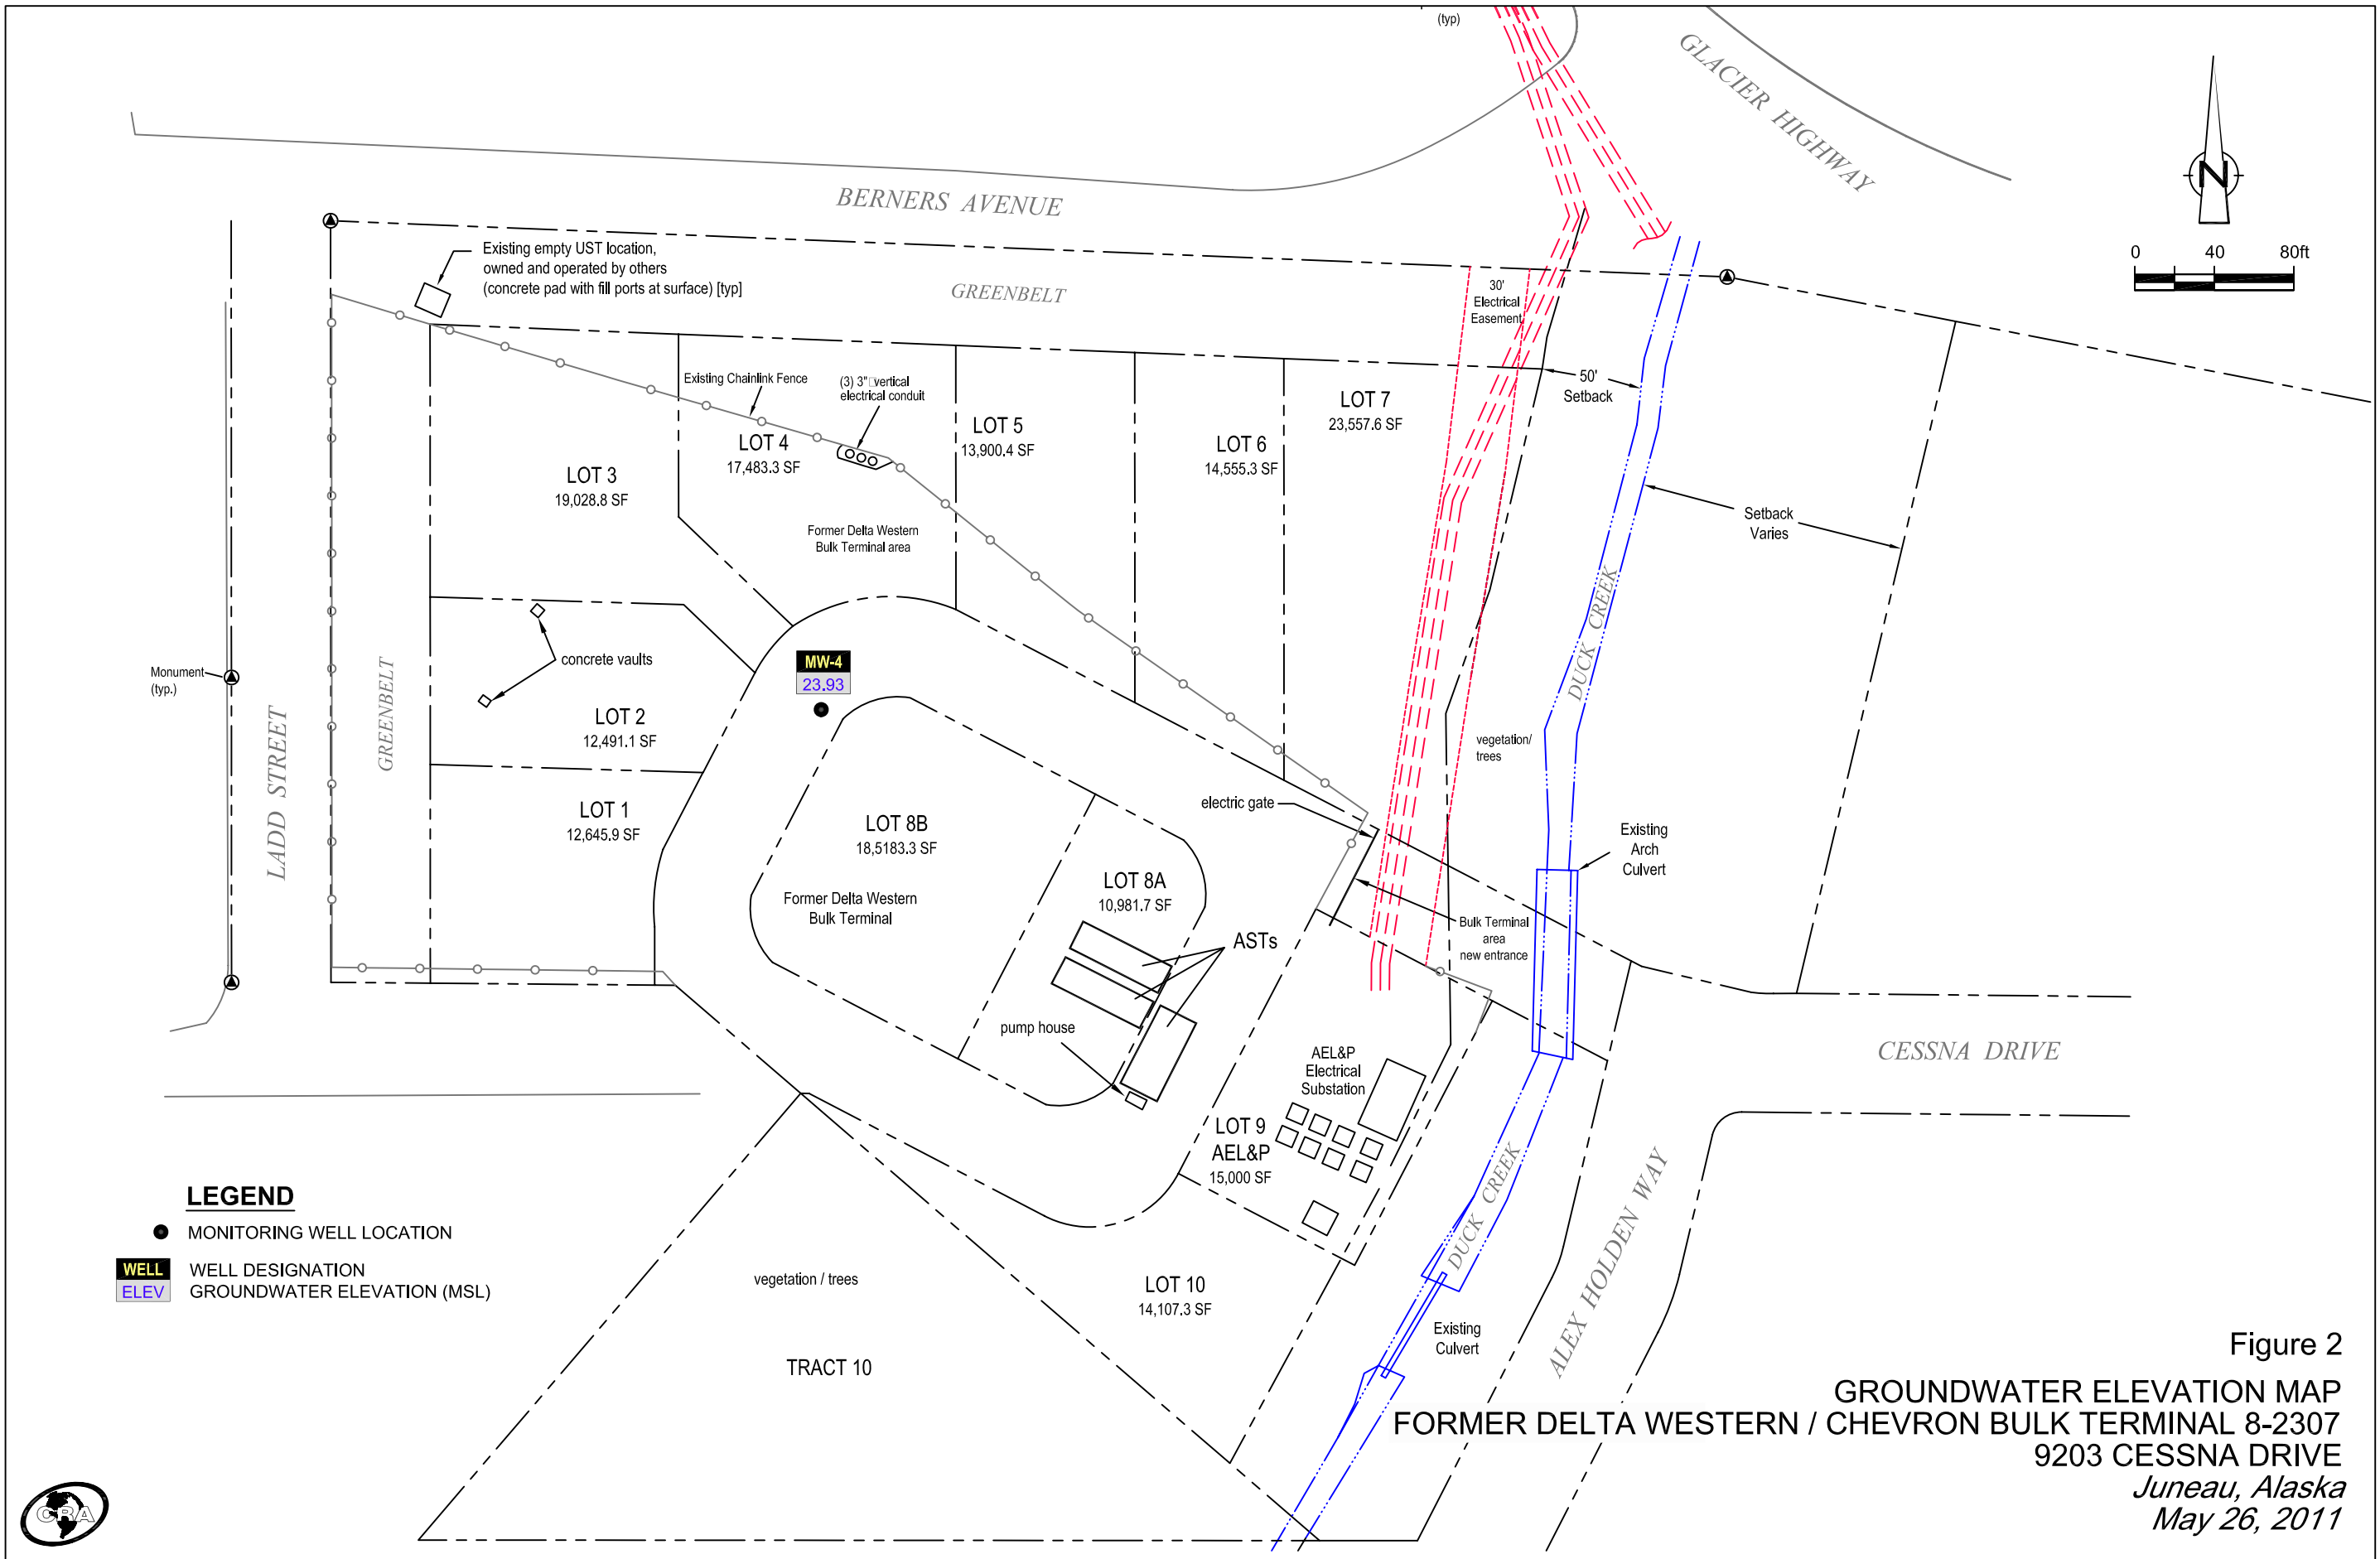 (typ)
GLACIER HIGHWAY
N
0 40 80ft
BERNERS AVENUE
Existing empty UST location,
owned and operated by others
(concrete pad with fill ports at surface) [typ]
GREENBELT
30'
Electrical
Easement
50'
Setback
Existing Chainlink Fence
(3) 3"□vertical
electrical conduit
LOT 3
19,028.8 SF
LOT 4
17,483.3 SF
LOT 5
13,900.4 SF
LOT 6
14,555.3 SF
LOT 7
23,557.6 SF
Setback
Varies
Former Delta Western
Bulk Terminal area
DUCK CREEK
Monument
(typ.)
LADD STREET
GREENBELT
concrete vaults
MW-4
23.93
LOT 2
12,491.1 SF
LOT 1
12,645.9 SF
vegetation/
trees
electric gate
LOT 8B
18,5183.3 SF
Former Delta Western
Bulk Terminal
LOT 8A
10,981.7 SF
Existing
Arch
Culvert
ASTs
Bulk Terminal
area
new entrance
pump house
AEL&P
Electrical
Substation
CESSNA DRIVE
LOT 9
AEL&P
15,000 SF
DUCK CREEK
ALEX HOLDEN WAY
LEGEND
MONITORING WELL LOCATION
WELL WELL DESIGNATION
ELEV GROUNDWATER ELEVATION (MSL)
vegetation / trees
LOT 10
14,107.3 SF
TRACT 10
Existing
Culvert
Figure 2
GROUNDWATER ELEVATION MAP
FORMER DELTA WESTERN / CHEVRON BULK TERMINAL 8-2307
9203 CESSNA DRIVE
Juneau, Alaska
May 26, 2011
CRA